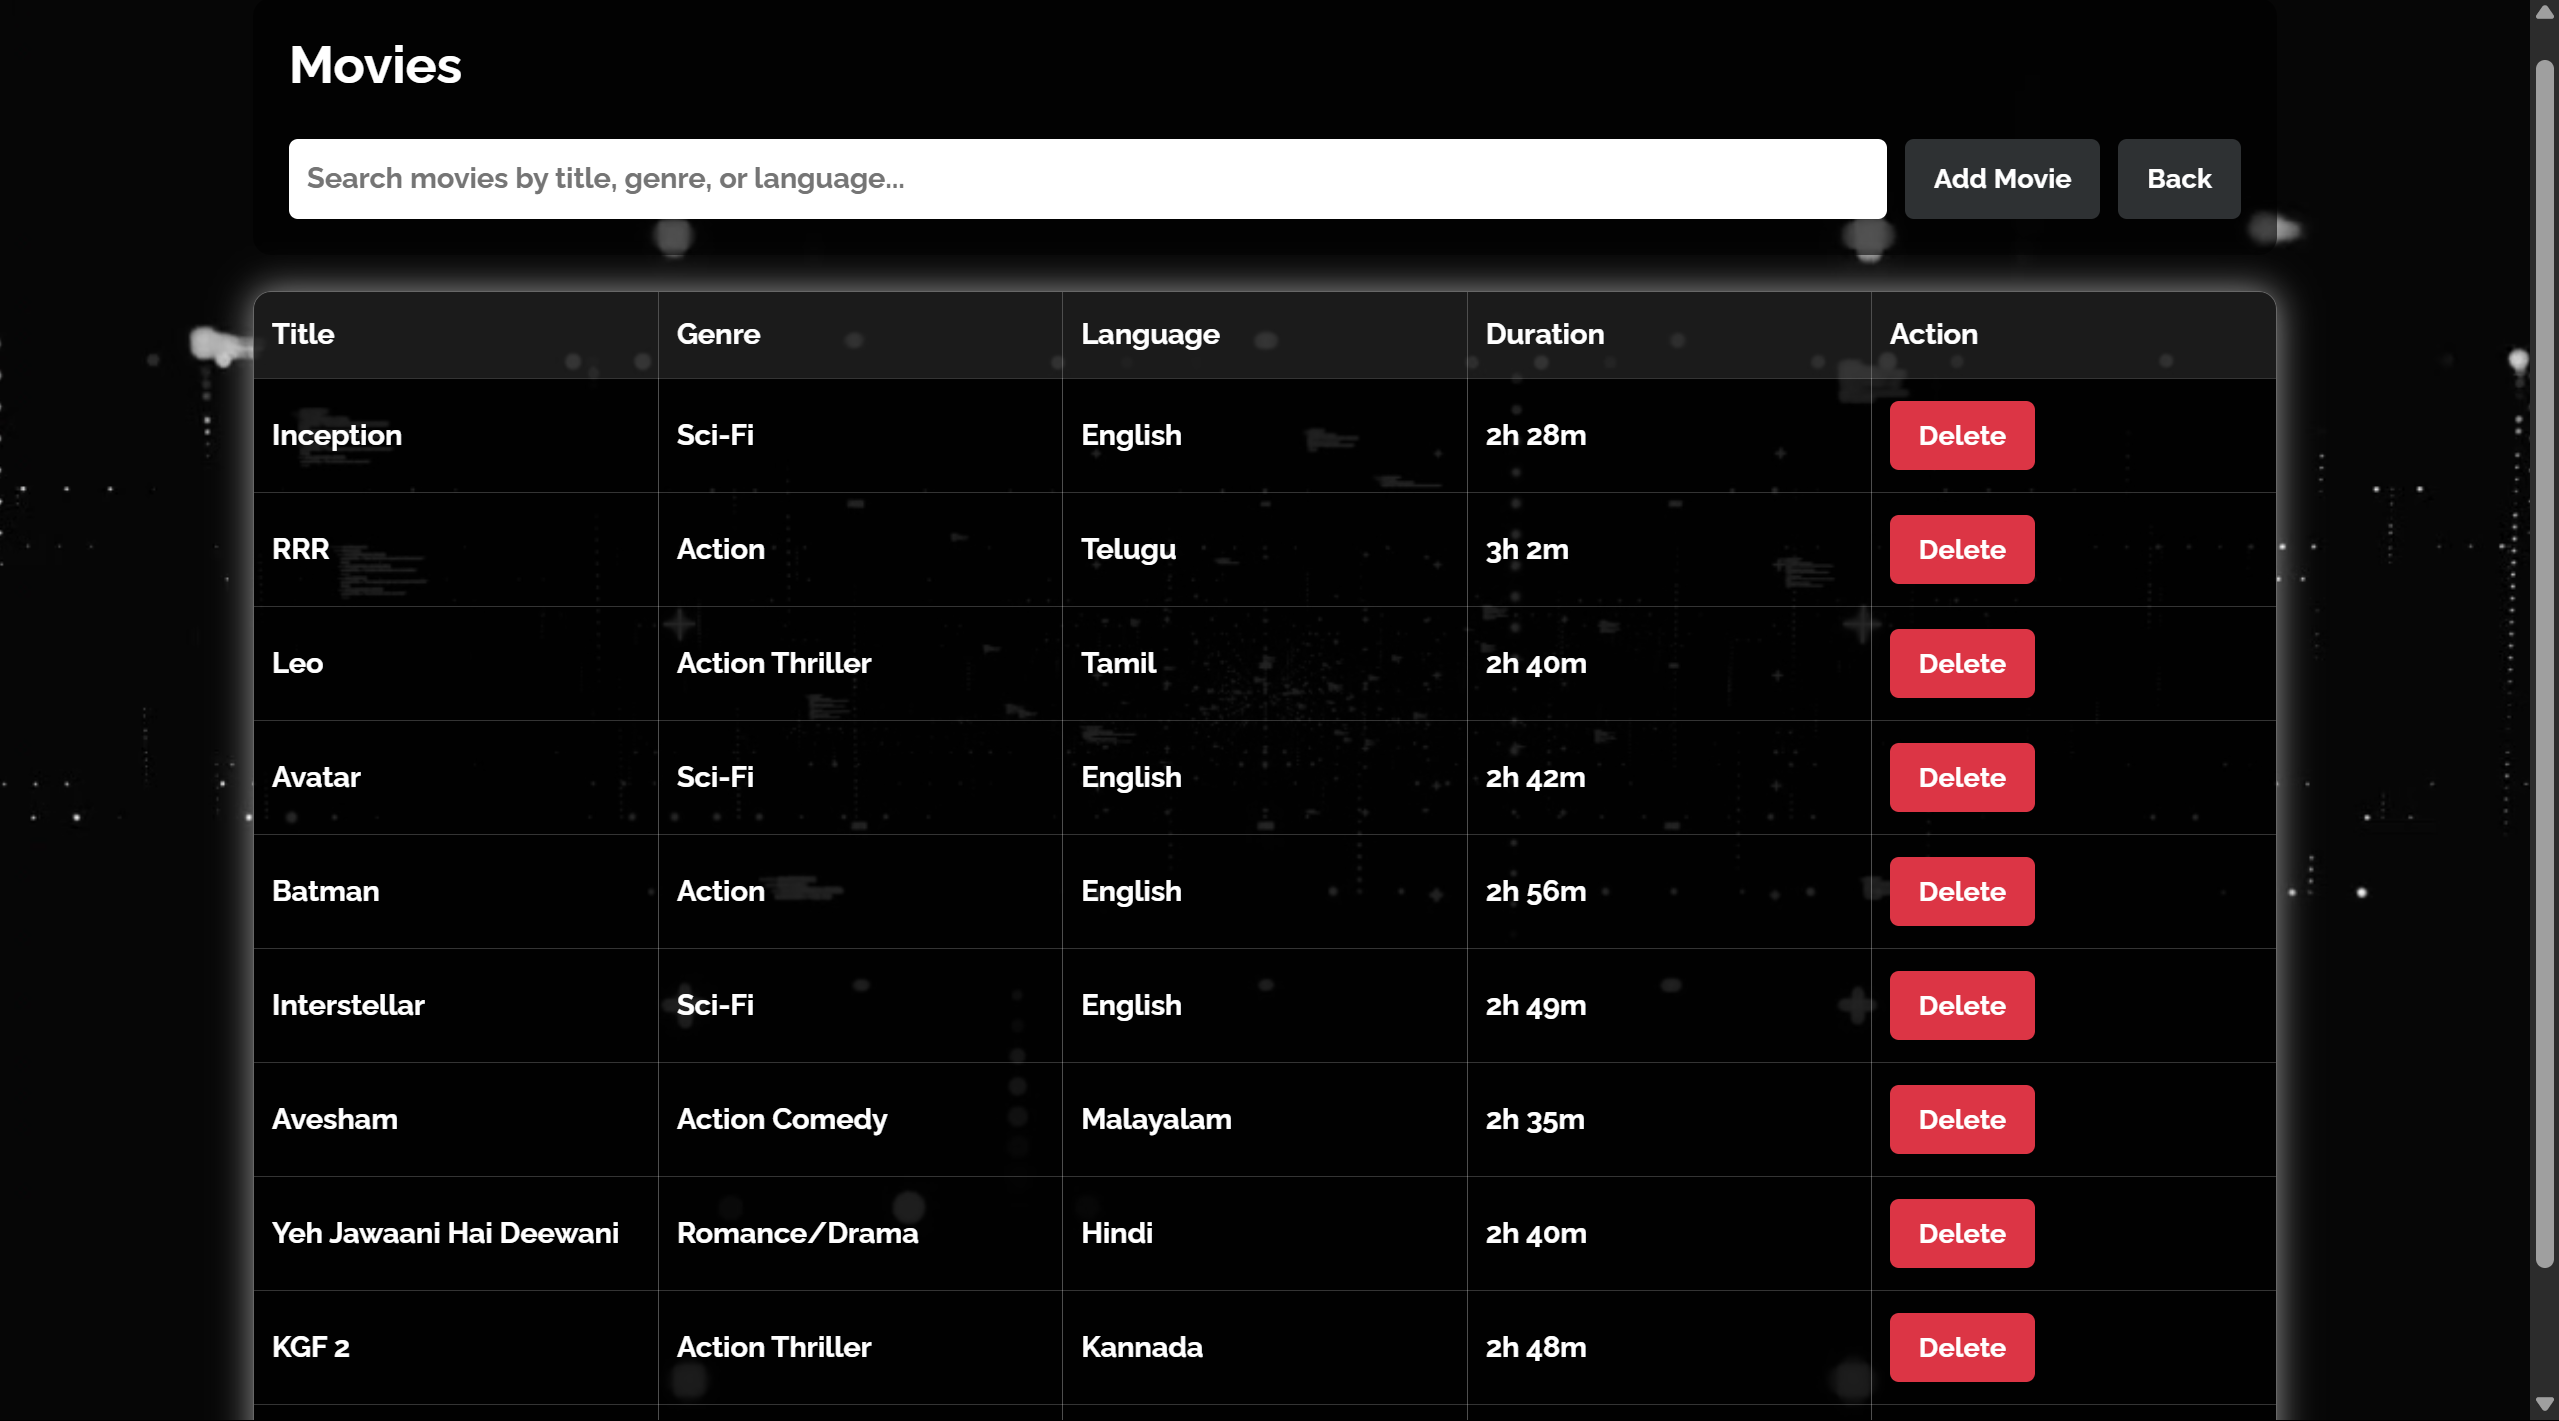 Movies
Search movies by title, genre, or language...
Add Movie
Back
Title Genre Language Duration Action
Inception Sci-Fi English 2h 28m Delete
RRR Action Telugu 3h 2m Delete
Leo Action Thriller Tamil 2h 40m Delete
Avatar Sci-Fi English 2h 42m Delete
Batman Action English 2h 56m Delete
Interstellar Sci-Fi English 2h 49m Delete
Avesham Action Comedy Malayalam 2h 35m Delete
Yeh Jawaani Hai Deewani Romance/Drama Hindi 2h 40m Delete
KGF 2 Action Thriller Kannada 2h 48m Delete